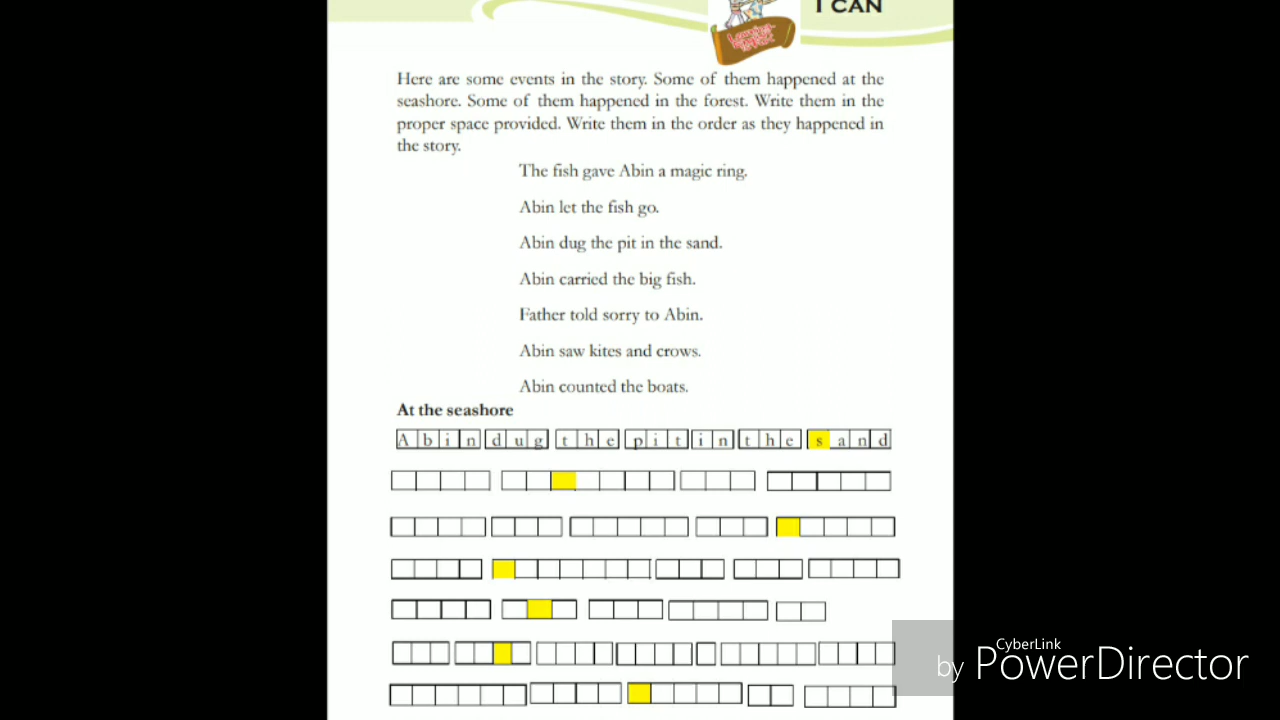 I CAN
Here are some events in the story. Some of them happened at the
seashore. Some of them happened in the forest. Write them in the
proper space provided. Write them in the order as they happened in
the story.
The fish gave Abin a magic ring.
Abin let the fish go.
Abin dug the pit in the sand.
Abin carried the big fish.
Father told sorry to Abin.
Abin saw kites and crows.
Abin counted the boats.
At the seashore
Abin dug the pit in the sand
by CyberLink PowerDirector